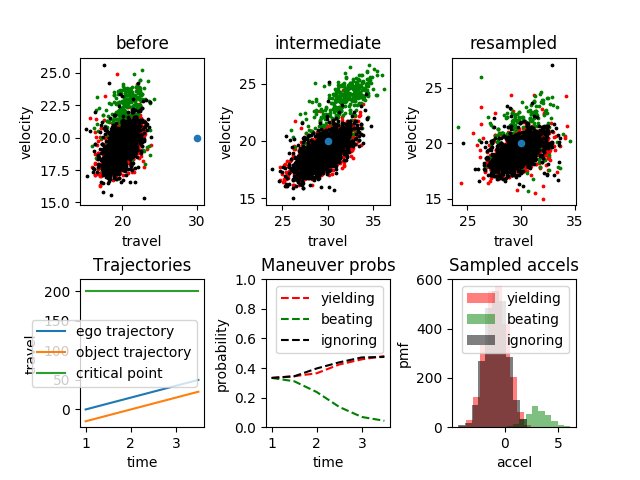 before
intermediate
resampled
25.0
22.5
20.0
17.5
15.0
velocity
20
30
travel
25
20
15
velocity
25
30
35
travel
25
20
15
velocity
25
30
35
travel
Trajectories
Maneuver probs
Sampled accels
200
150
100
50
0
travel
ego trajectory
object trajectory
critical point
1
2
3
time
1.0
0.8
0.6
0.4
0.2
0.0
probability
yielding
beating
ignoring
1
2
3
time
600
400
200
0
pmf
yielding
beating
ignoring
0
5
accel